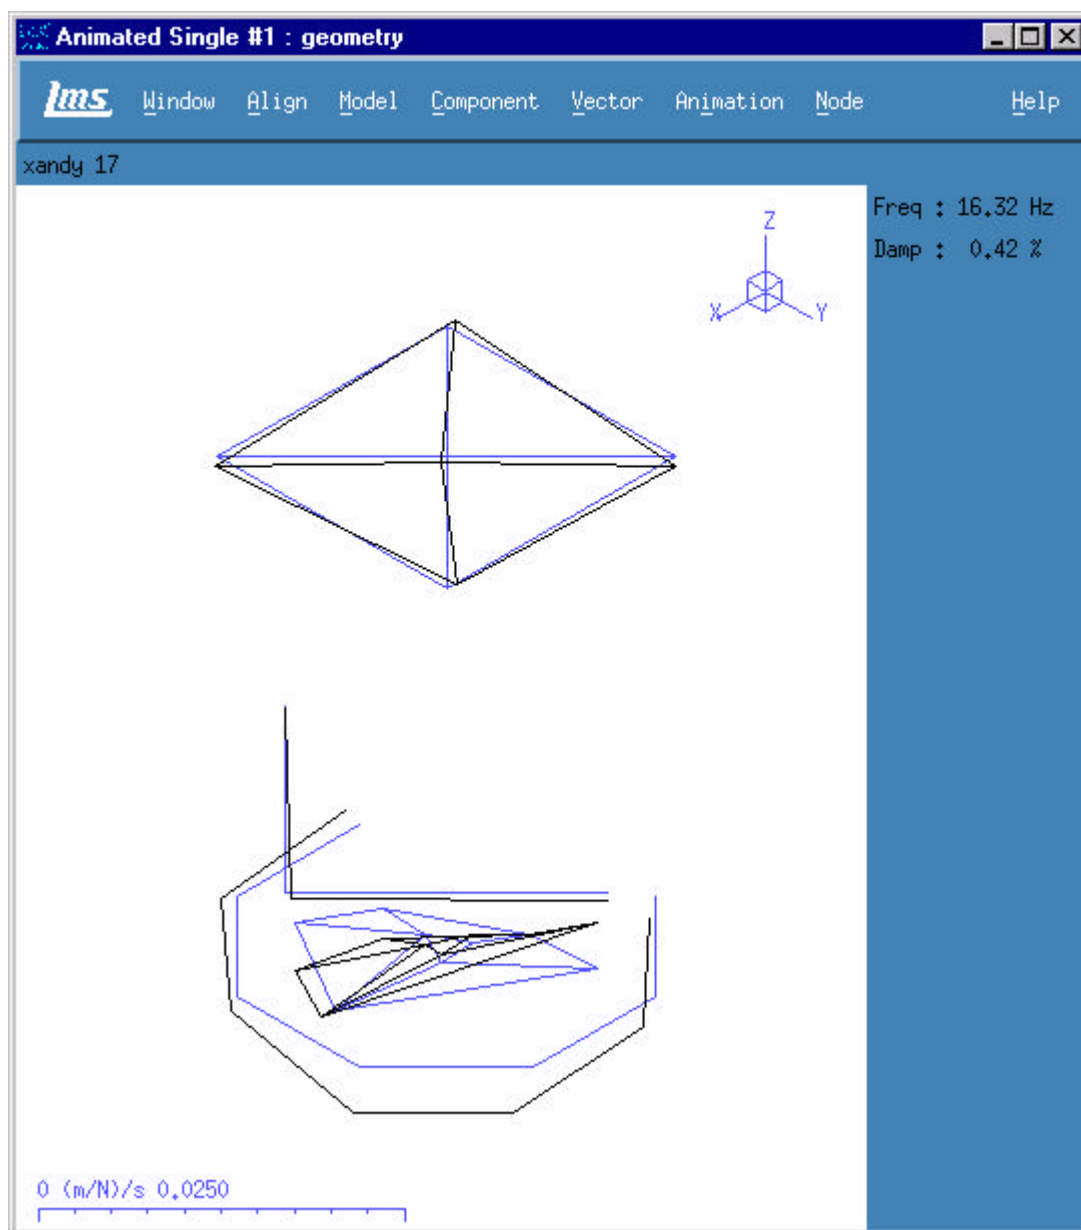 Animated Single #1 : geometry
lms Window Align Model Component Vector Animation Node Help
xandy 17
Freq : 16.32 Hz
Damp : 0.42 %
Z
X Y
0 (m/N)/s 0.0250